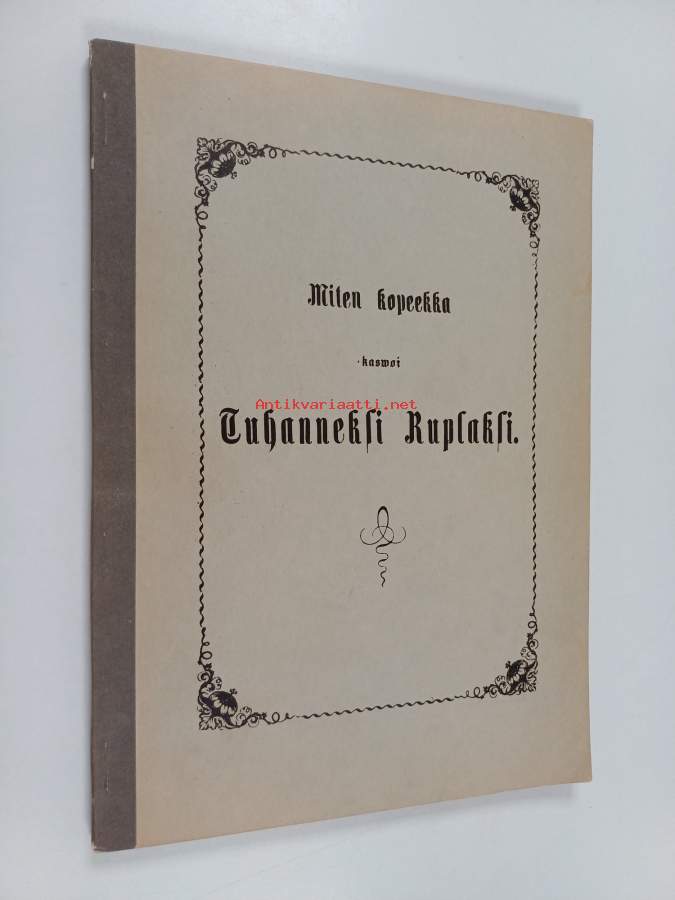 Miten kopeekka
kaswoi
Antikvariaatti.net
Tuhanneksi Ruplaksi.